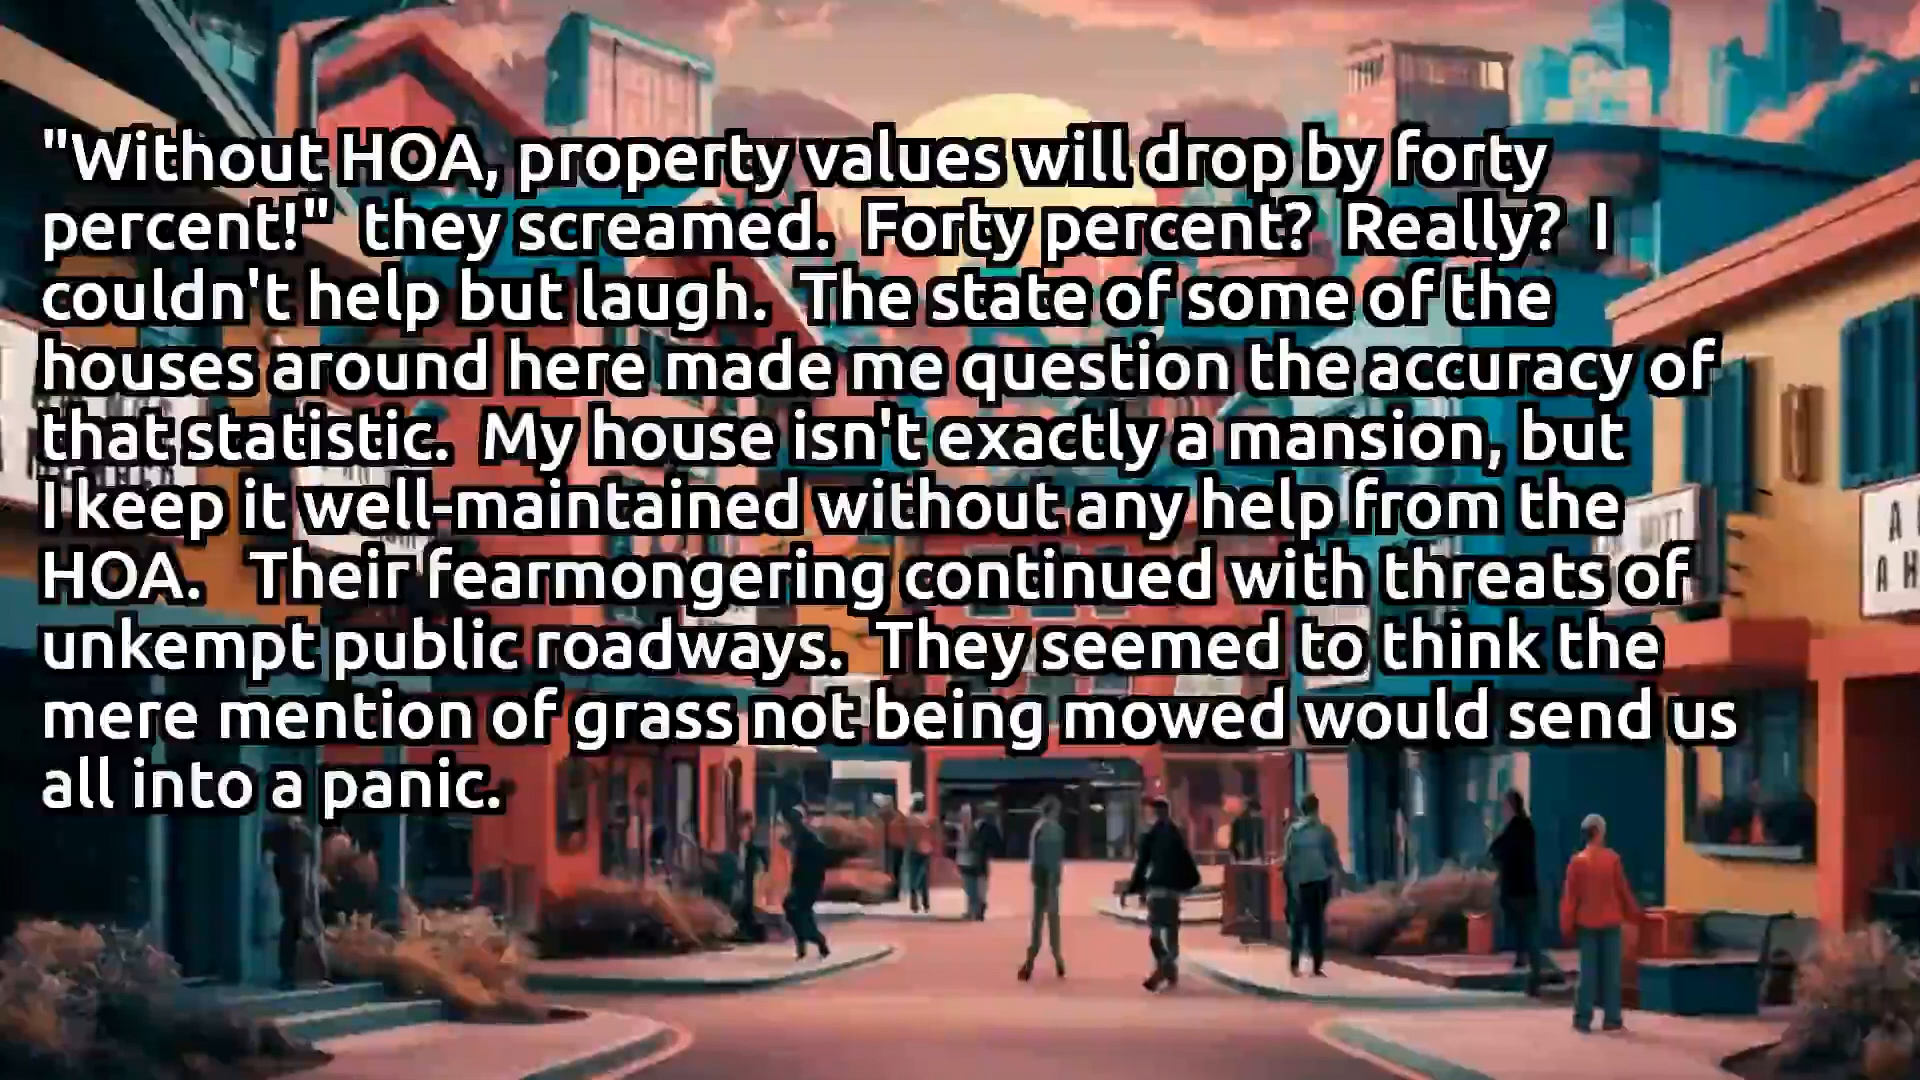 "Without HOA, property values will drop by forty
percent!"  they screamed.  Forty percent?  Really?  I
couldn't help but laugh.  The state of some of the
houses around here made me question the accuracy of
that statistic.  My house isn't exactly a mansion, but
I keep it well-maintained without any help from the
HOA.   Their fearmongering continued with threats of
unkempt public roadways.  They seemed to think the
mere mention of grass not being mowed would send us
all into a panic.